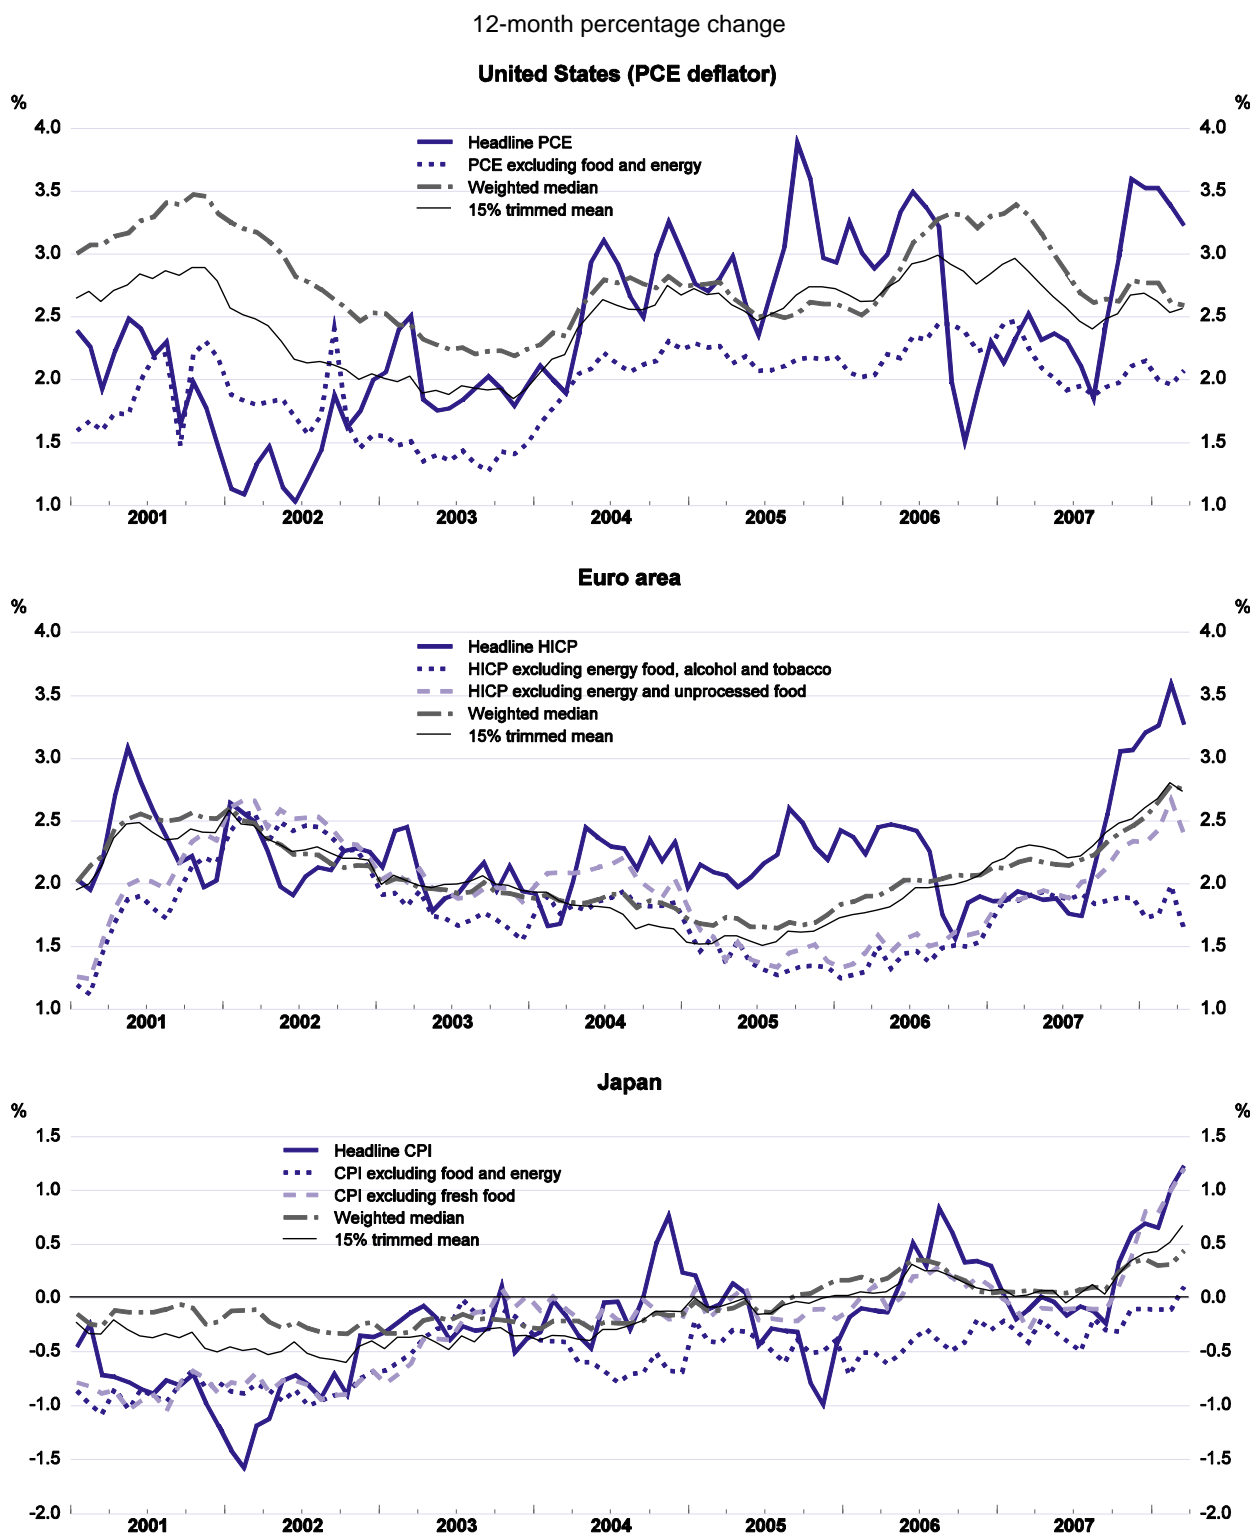 12-month percentage change
United States (PCE deflator)
% %
4.0 4.0
Headline PCE
PCE excluding food and energy
3.5 Weighted median 3.5
15% trimmed mean
3.0 3.0
2.5 2.5
2.0 2.0
1.5 1.5
1.0 1.0
2001 2002 2003 2004 2005 2006 2007
Euro area
% %
4.0 4.0
Headline HICP
HICP excluding energy food, alcohol and tobacco
3.5 HICP excluding energy and unprocessed food 3.5
Weighted median
15% trimmed mean
3.0 3.0
2.5 2.5
2.0 2.0
1.5 1.5
1.0 1.0
2001 2002 2003 2004 2005 2006 2007
Japan
% %
1.5 1.5
Headline CPI
CPI excluding food and energy
1.0 CPI excluding fresh food 1.0
Weighted median
0.5 15% trimmed mean 0.5
0.0 0.0
-0.5 -0.5
-1.0 -1.0
-1.5 -1.5
-2.0 -2.0
2001 2002 2003 2004 2005 2006 2007